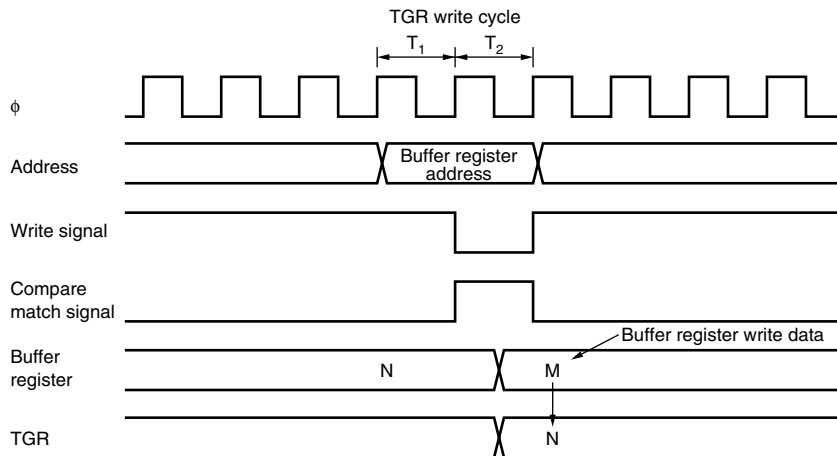 TGR write cycle
T1 T2
ϕ
Address
Buffer register
address
Write signal
Compare
match signal
Buffer register write data
Buffer
register
N M
TGR
N